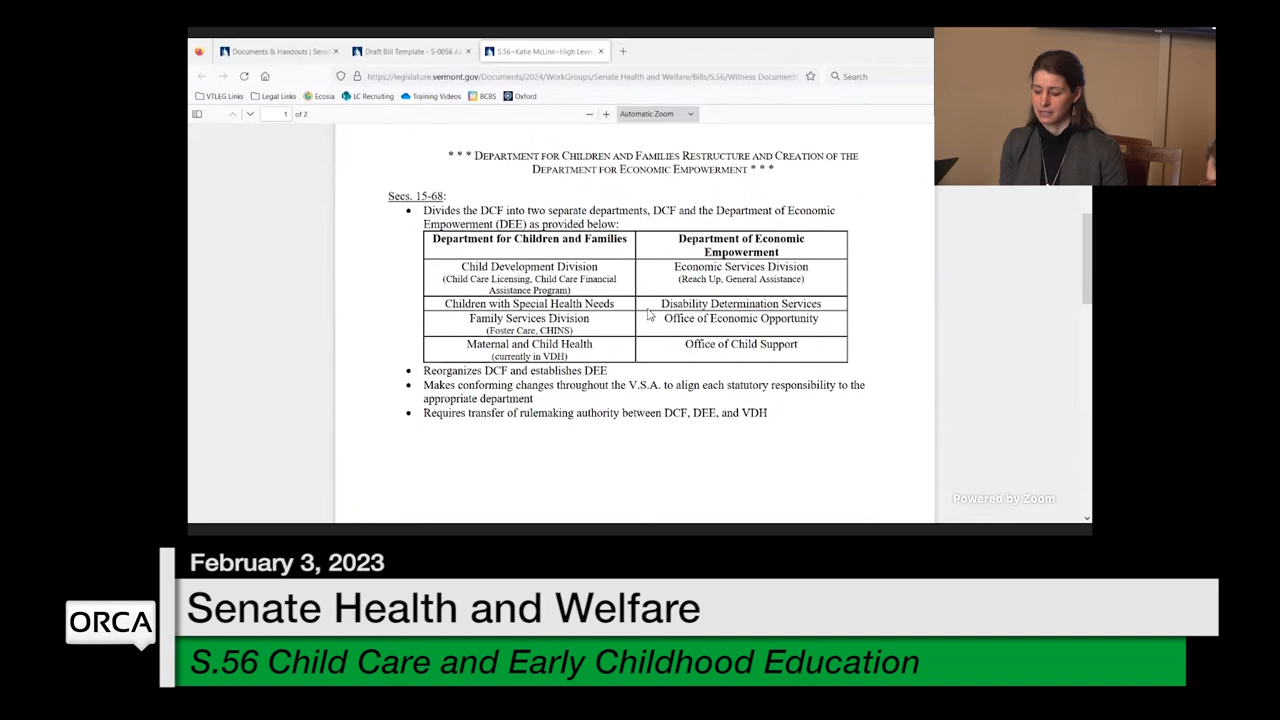 Documents & Handouts | Senat
Draft Bill Template - S-0056 As
S.56~Katie McLinn~High Level
https://legislature.vermont.gov/Documents/2024/WorkGroups/Senate Health and Welfare/Bills/S.56/Witness Documents
Search
VTLEG Links
Legal Links
Ecosia
LC Recruiting
Training Videos
BCBS
Oxford
1 of 2
Automatic Zoom
* * * DEPARTMENT FOR CHILDREN AND FAMILIES RESTRUCTURE AND CREATION OF THE
DEPARTMENT FOR ECONOMIC EMPOWERMENT * * *
Secs. 15-68:
• Divides the DCF into two separate departments, DCF and the Department of Economic
Empowerment (DEE) as provided below:
Department for Children and Families
Department of Economic
Empowerment
Child Development Division
(Child Care Licensing, Child Care Financial
Assistance Program)
Economic Services Division
(Reach Up, General Assistance)
Children with Special Health Needs
Disability Determination Services
Family Services Division
(Foster Care, CHINS)
Office of Economic Opportunity
Maternal and Child Health
(currently in VDH)
Office of Child Support
• Reorganizes DCF and establishes DEE
• Makes conforming changes throughout the V.S.A. to align each statutory responsibility to the
appropriate department
• Requires transfer of rulemaking authority between DCF, DEE, and VDH
Powered by Zoom
February 3, 2023
ORCA
Senate Health and Welfare
S.56 Child Care and Early Childhood Education